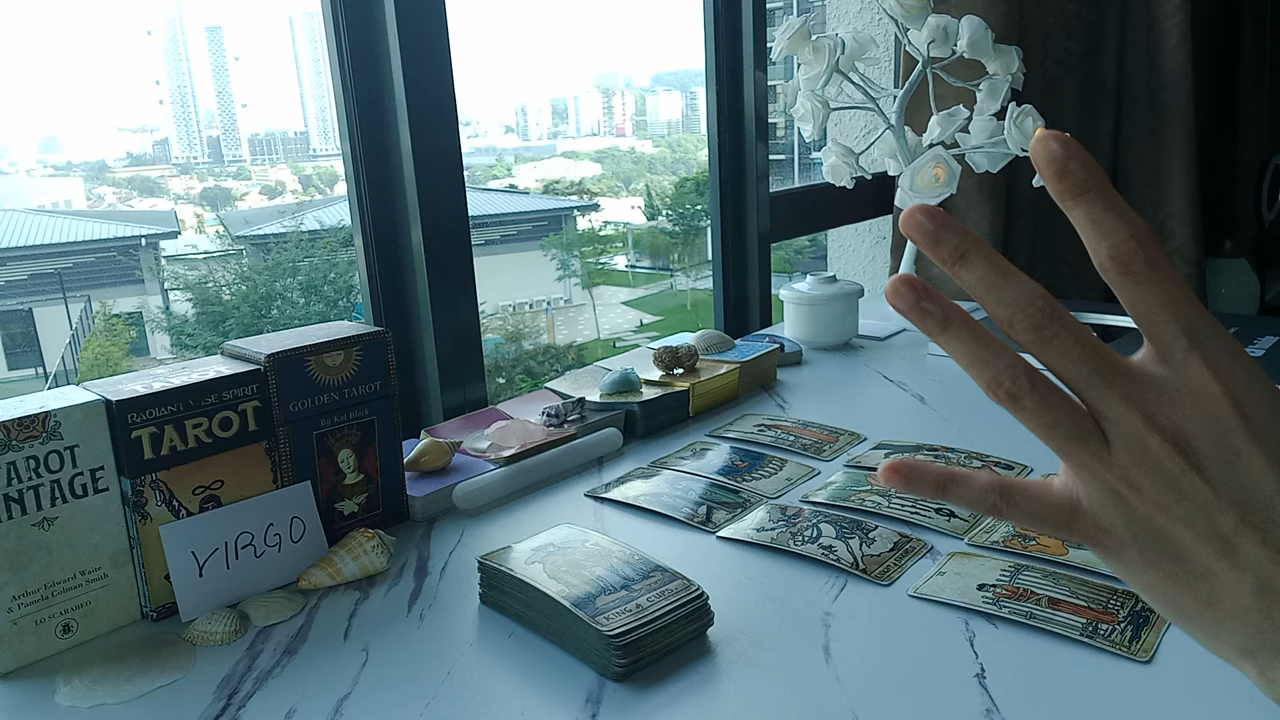 TAROT
VINTAGE
Arthur Edward Waite
& Pamela Colman Smith
LO SCARABEO
RADIANT WISE SPIRIT
TAROT
GOLDEN TAROT
By Kat Black
VIRGO
KING of CUPS.